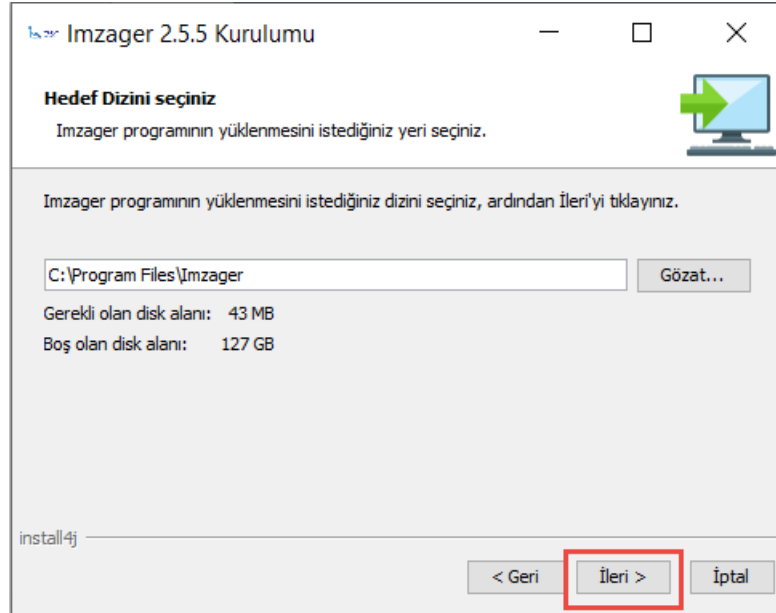 Imzager 2.5.5 Kurulumu
Hedef Dizini seçiniz
Imzager programının yüklenmesini istediğiniz yeri seçiniz.
Imzager programının yüklenmesini istediğiniz dizini seçiniz, ardından İleri'yi tıklayınız.
C:\Program Files\Imzager Gözat...
Gerekli olan disk alanı: 43 MB
Boş olan disk alanı: 127 GB
install4j
< Geri İleri > İptal